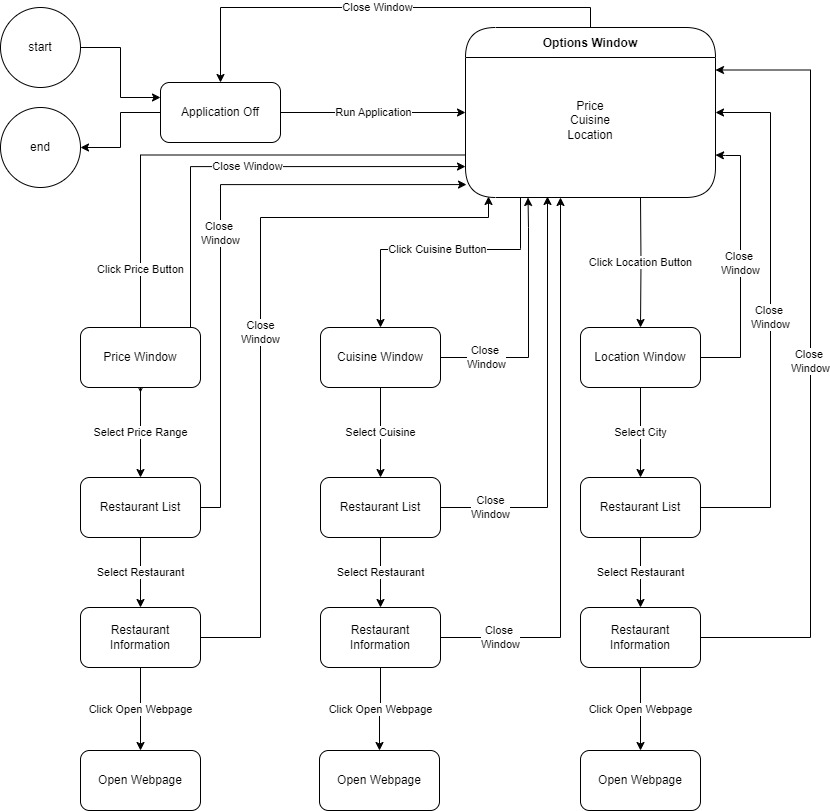 Close Window
start
Options Window
Application Off
Run Application
Price
Cuisine
Location
end
Close Window
Close
Window
Click Cuisine Button
Click Location Button
Close
Window
Click Price Button
Close
Window
Close
Window
Price Window
Cuisine Window
Close
Window
Location Window
Close
Window
Select Price Range
Select Cuisine
Select City
Restaurant List
Restaurant List
Close
Window
Restaurant List
Select Restaurant
Select Restaurant
Select Restaurant
Restaurant
Information
Restaurant
Information
Close
Window
Restaurant
Information
Click Open Webpage
Click Open Webpage
Click Open Webpage
Open Webpage
Open Webpage
Open Webpage